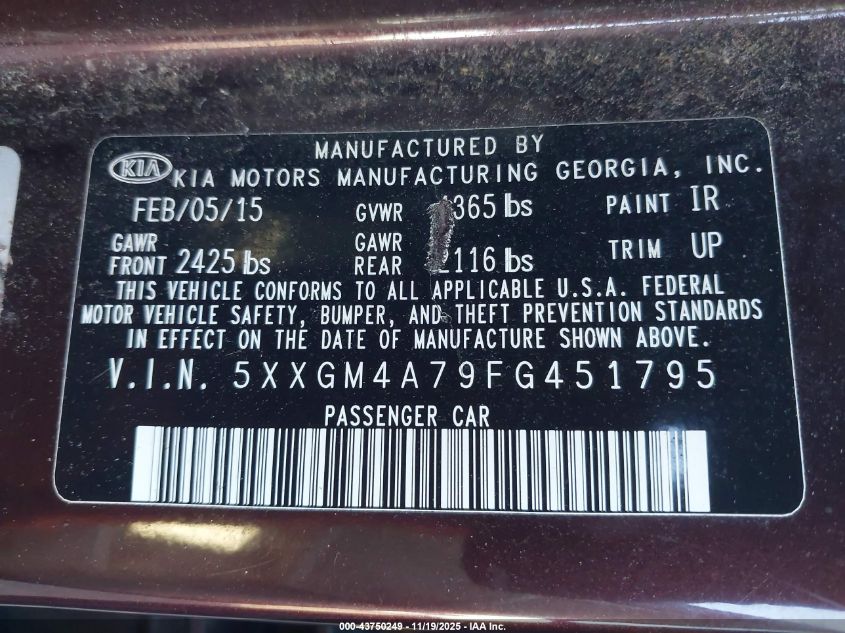 MANUFACTURED BY
KIA KIA MOTORS MANUFACTURING GEORGIA, INC.
FEB/05/15 GVWR 365 lbs PAINT IR
GAWR FRONT 2425 lbs GAWR REAR 2116 lbs TRIM UP
THIS VEHICLE CONFORMS TO ALL APPLICABLE U.S.A. FEDERAL
MOTOR VEHICLE SAFETY, BUMPER, AND THEFT PREVENTION STANDARDS
IN EFFECT ON THE DATE OF MANUFACTURE SHOWN ABOVE.
V.I.N. 5XXGM4A79FG451795
PASSENGER CAR
000-43750249 - 11/19/2025 - IAA Inc.